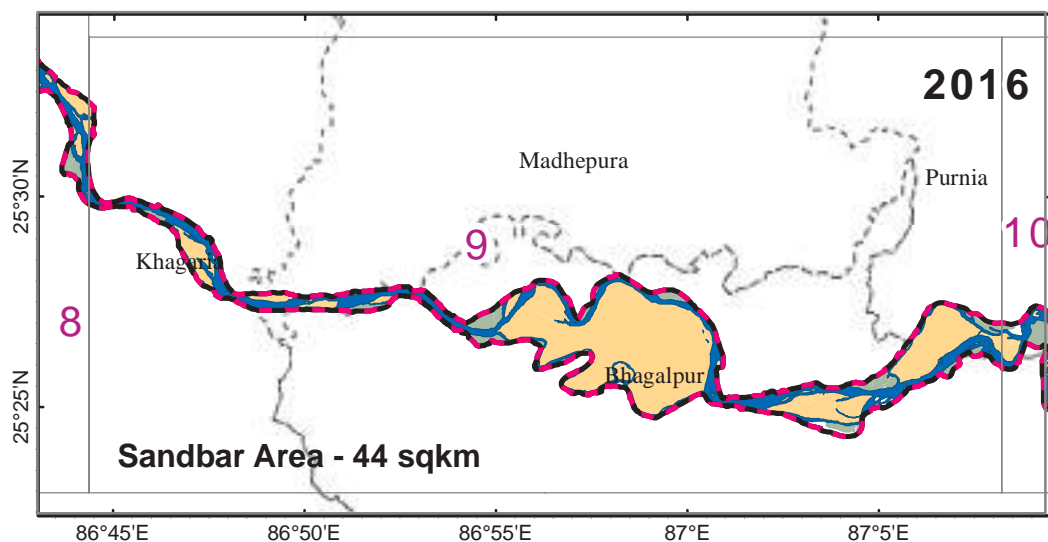 2016
Madhepura
Purnia
25°30'N
9
10
Khagaria
8
Bhagalpur
25°25'N
Sandbar Area - 44 sqkm
86°45'E 86°50'E 86°55'E 87°0'E 87°5'E